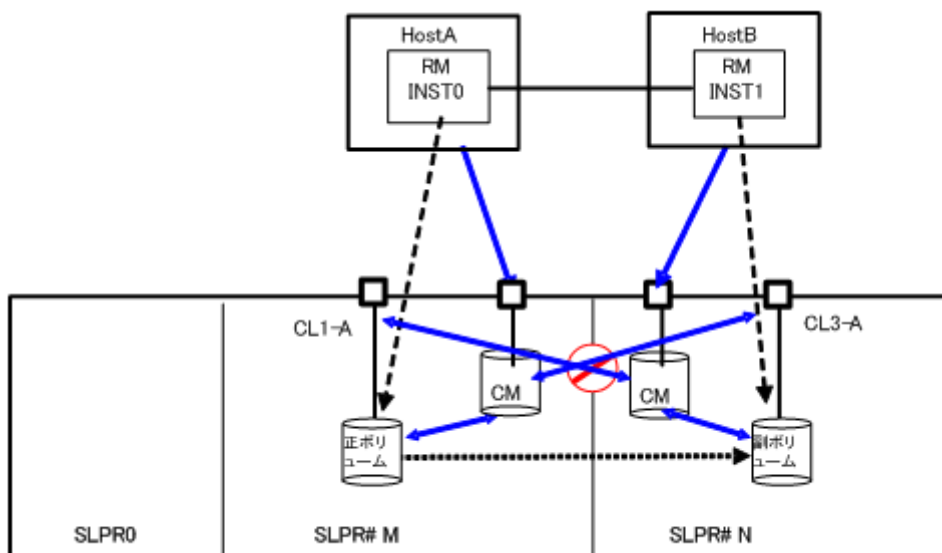 HostA
RM
INST0
HostB
RM
INST1
CL1-A
CL3-A
CM
CM
正ボリ
ューム
副ボリ
ューム
SLPR0
SLPR# M
SLPR# N